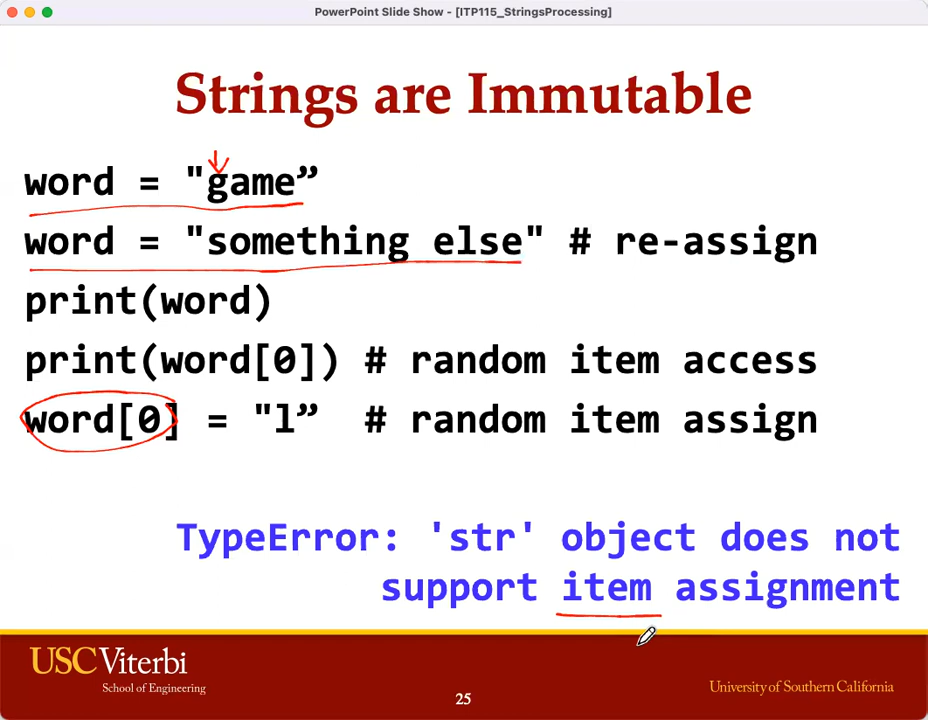 PowerPoint Slide Show - [ITP115_StringsProcessing]
Strings are Immutable
word = "game”
word = "something else" # re-assign
print(word)
print(word[0]) # random item access
word[0] = "l”  # random item assign
TypeError: 'str' object does not
support item assignment
USC Viterbi
School of Engineering
25
University of Southern California